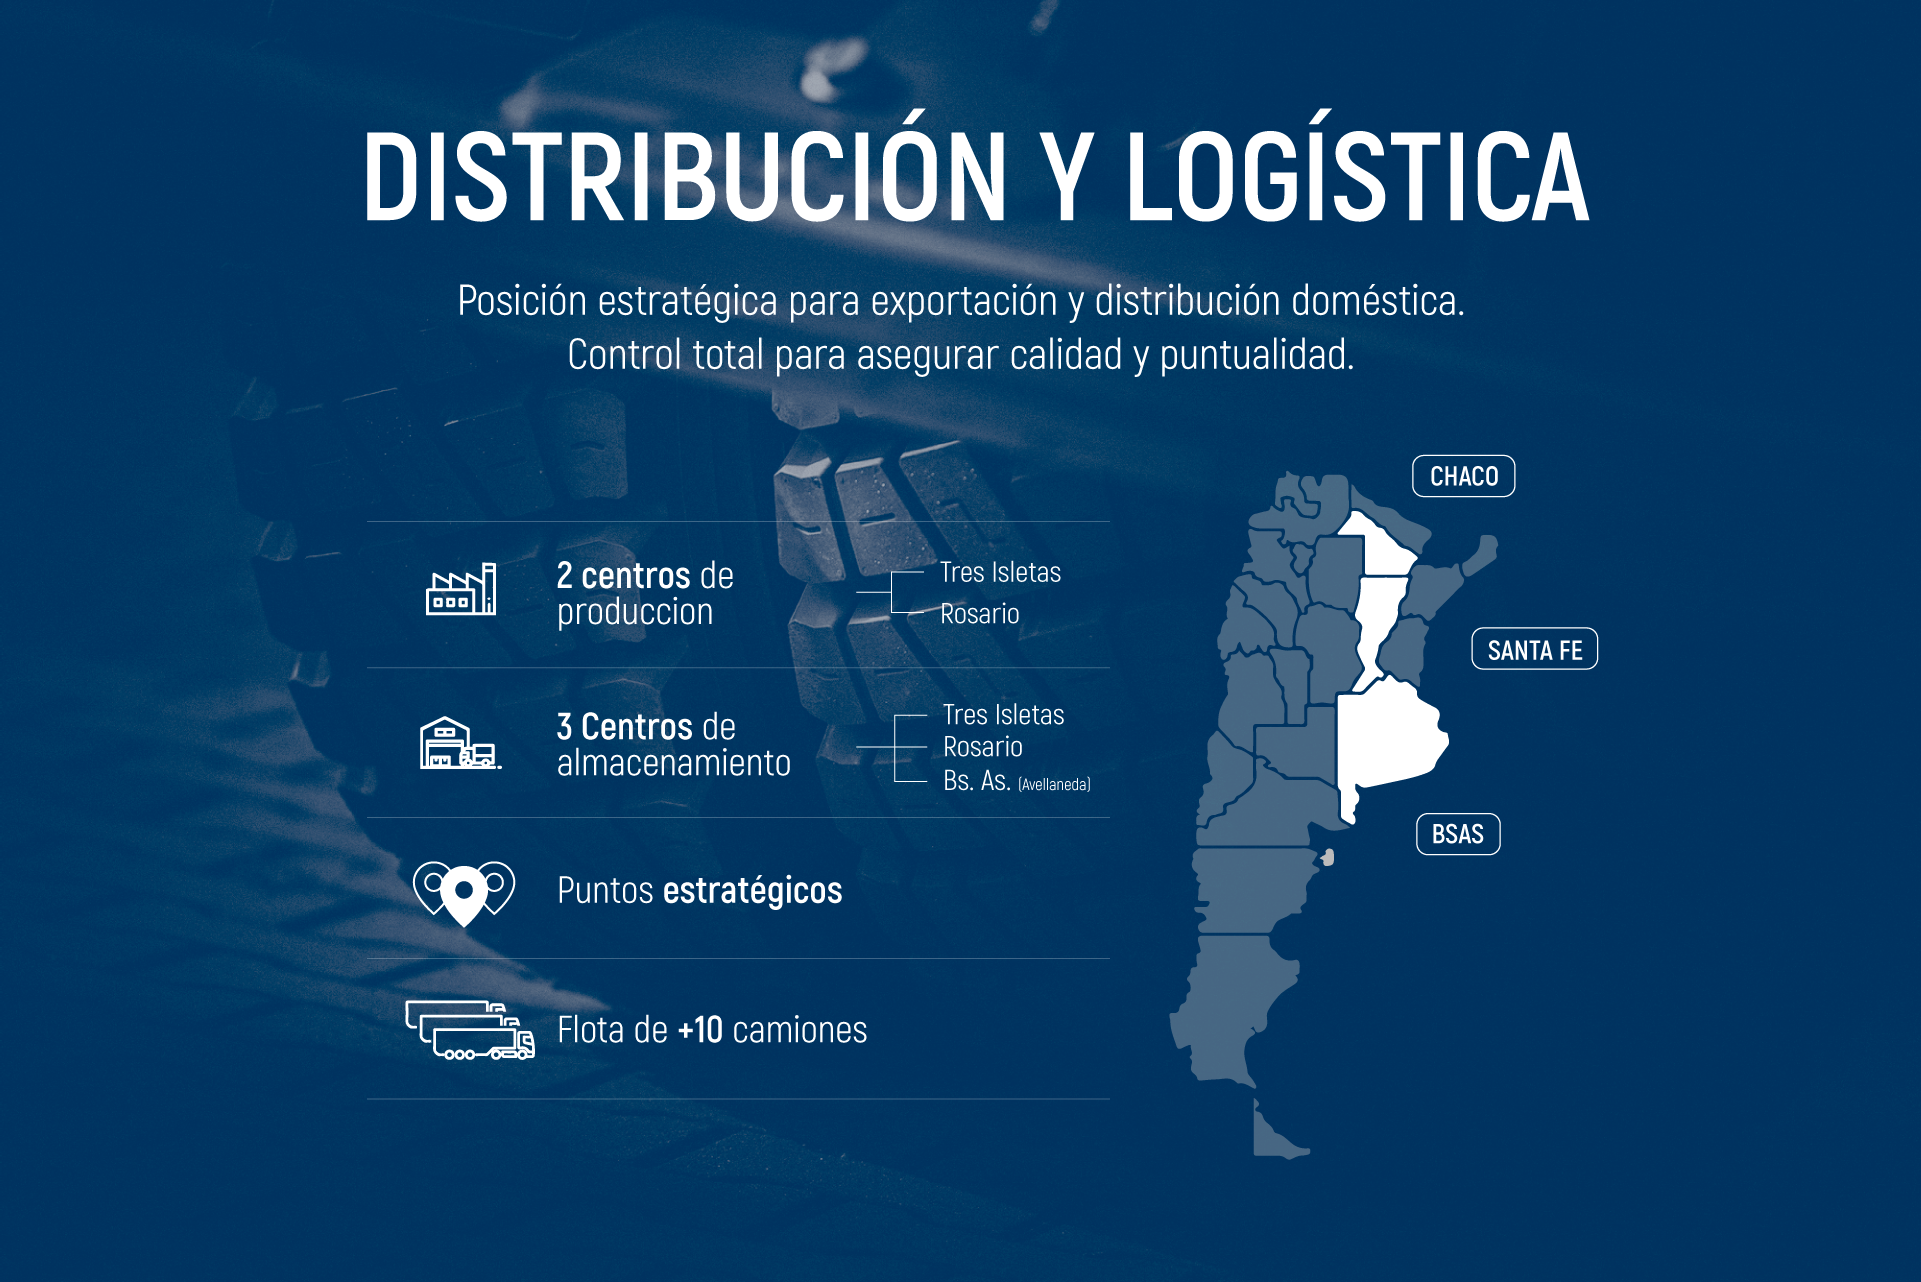 DISTRIBUCIÓN Y LOGÍSTICA
Posición estratégica para exportación y distribución doméstica.
Control total para asegurar calidad y puntualidad.
2 centros de
produccion
Tres Isletas
Rosario
3 Centros de
almacenamiento
Tres Isletas
Rosario
Bs. As. (Avellaneda)
Puntos estratégicos
Flota de +10 camiones
CHACO
SANTA FE
BSAS